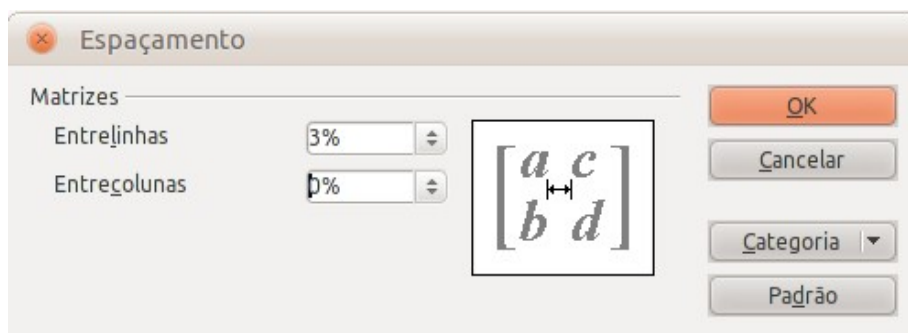 Espaçamento
Matrizes
OK
Entrelinhas 3%
Cancelar
Entrecolunas 0%
a c
b d
Categoria
Padrão